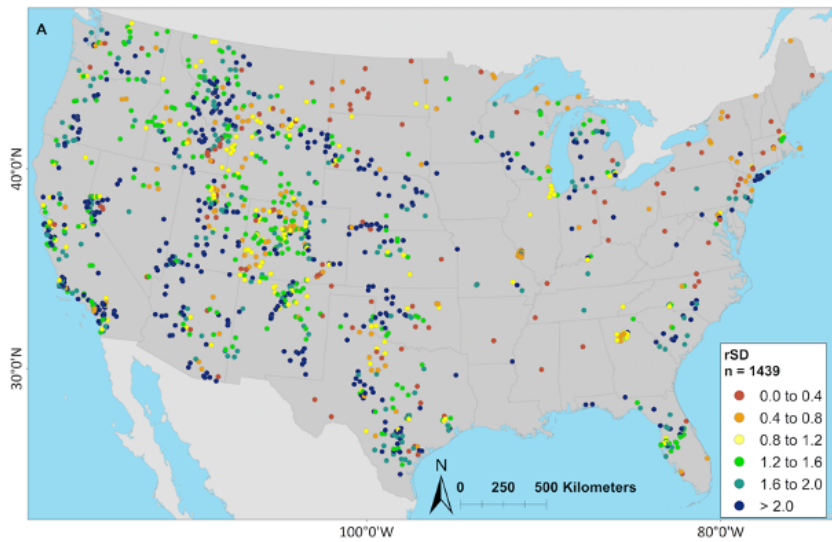 A
40°0'N
30°0'N
rSD
n = 1439
0.0 to 0.4
0.4 to 0.8
0.8 to 1.2
1.2 to 1.6
1.6 to 2.0
> 2.0
N
0 250 500 Kilometers
100°0'W 80°0'W